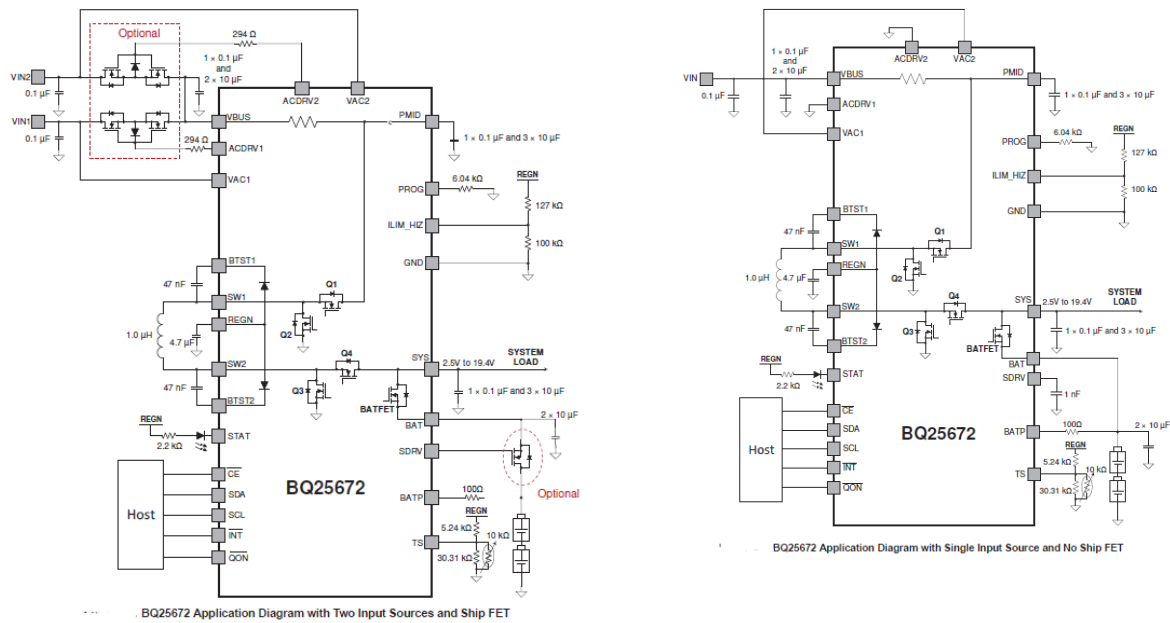 Optional
294 Ω
1 × 0.1 µF
and
2 × 10 µF
VIN2
0.1 µF
ACDRV2
VAC2
VIN1
0.1 µF
VBUS
PMID
1 × 0.1 µF and 3 × 10 µF
294 Ω
ACDRV1
VAC1
PROG
6.04 kΩ
REGN
127 kΩ
ILIM_HIZ
100 kΩ
GND
BTST1
47 nF
SW1
Q1
1.0 µH
REGN
4.7 µF
Q2
SW2
Q4
SYS
SYSTEM
LOAD
2.5V to 19.4V
47 nF
Q3
1 × 0.1 µF and 3 × 10 µF
BTST2
BATFET
BAT
2 × 10 µF
REGN
STAT
2.2 kΩ
SDRV
Optional
BQ25672
Host
CE
SDA
SCL
INT
QON
BATP
100Ω
REGN
5.24 kΩ
10 kΩ
TS
30.31 kΩ
BQ25672 Application Diagram with Two Input Sources and Ship FET
1 × 0.1 µF
and
2 × 10 µF
ACDRV2
VAC2
VIN
0.1 µF
VBUS
PMID
1 × 0.1 µF and 3 × 10 µF
ACDRV1
VAC1
PROG
6.04 kΩ
REGN
127 kΩ
ILIM_HIZ
100 kΩ
GND
BTST1
47 nF
SW1
Q1
1.0 µH
REGN
4.7 µF
Q2
SW2
Q4
SYS
SYSTEM
LOAD
2.5V to 19.4V
47 nF
Q3
1 × 0.1 µF and 3 × 10 µF
BTST2
BATFET
BAT
REGN
STAT
2.2 kΩ
SDRV
1 nF
Host
CE
SDA
SCL
INT
QON
BQ25672
BATP
100Ω
2 × 10 µF
REGN
5.24 kΩ
10 kΩ
TS
30.31 kΩ
BQ25672 Application Diagram with Single Input Source and No Ship FET